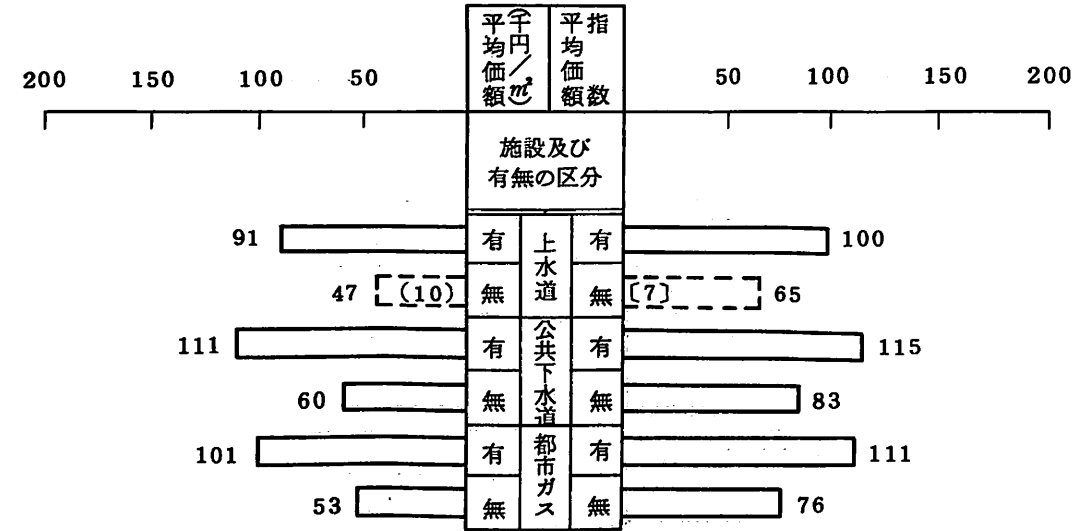 平均価額(千円/㎡)
平均価額指数
200 150 100 50
50 100 150 200
施設及び
有無の区分
91 有 上水道 有 100
47 (10) 無 無 〔7〕 65
111 有 公共下水道 有 115
60 無 無 83
101 有 都市ガス 有 111
53 無 無 76